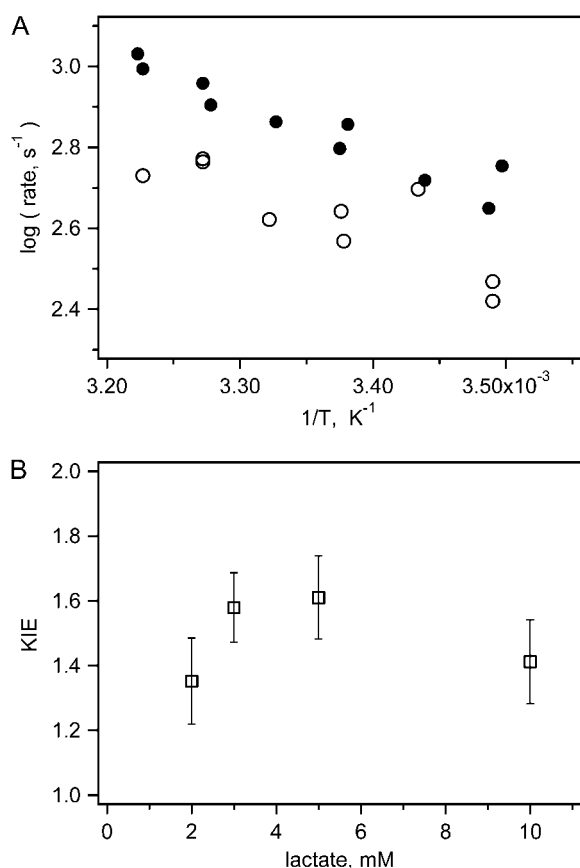 A
3.0
2.8
2.6
2.4
log ( rate, s⁻¹ )
3.20 3.30 3.40 3.50x10⁻³
1/T, K⁻¹
B
2.0
1.8
1.6
1.4
1.2
1.0
KIE
0 2 4 6 8 10
lactate, mM